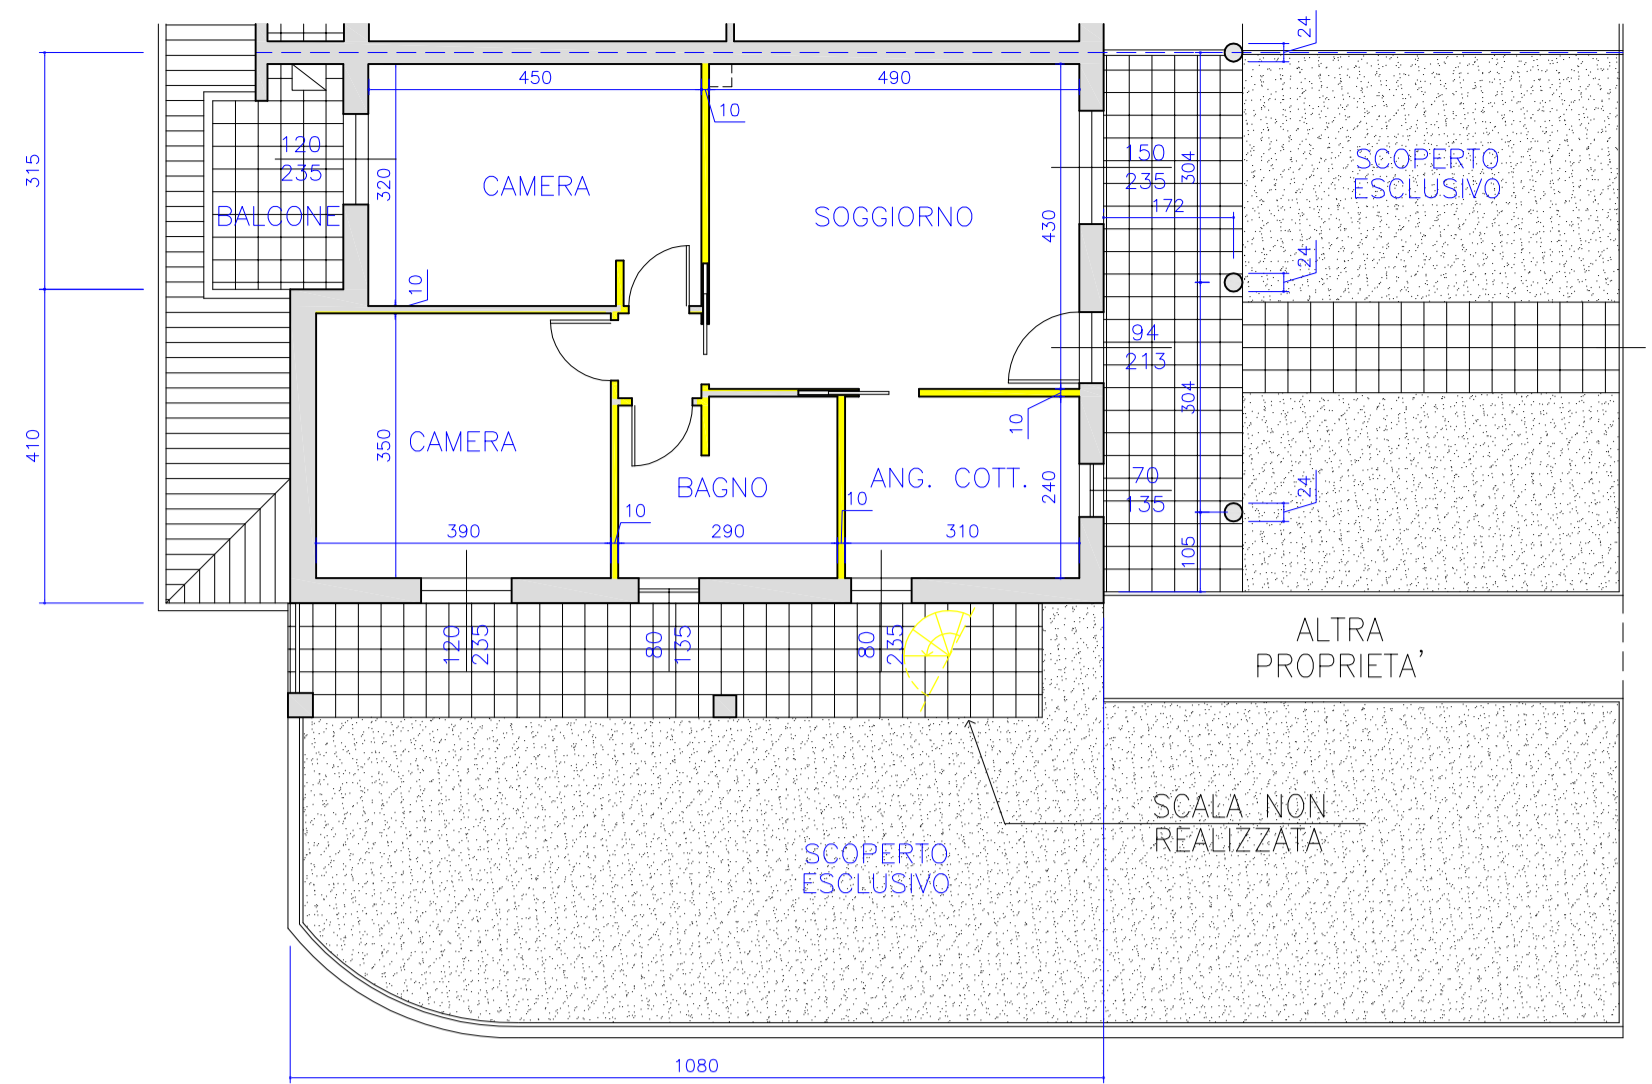 24
450
490
10
315
120
235
BALCONE
320
CAMERA
SOGGIORNO
430
150
235
304
172
SCOPERTO
ESCLUSIVO
24
10
94
213
304
410
350
CAMERA
BAGNO
ANG. COTT.
10
240
70
135
24
10
10
390
290
310
105
120
235
80
135
80
235
ALTRA
PROPRIETA'
SCALA NON
REALIZZATA
SCOPERTO
ESCLUSIVO
1080